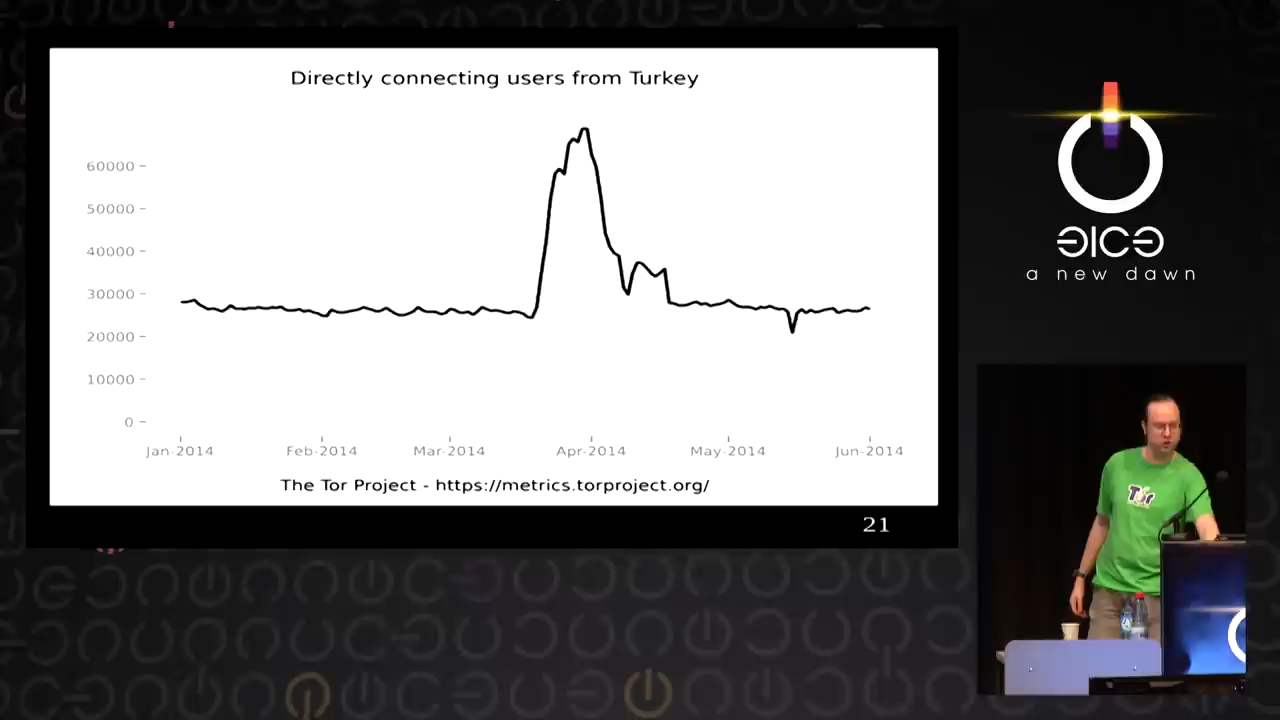 Directly connecting users from Turkey
60000
50000
40000
30000
20000
10000
0
Jan-2014
Feb-2014
Mar-2014
Apr-2014
May-2014
Jun-2014
The Tor Project - https://metrics.torproject.org/
21
a new dawn
Tor